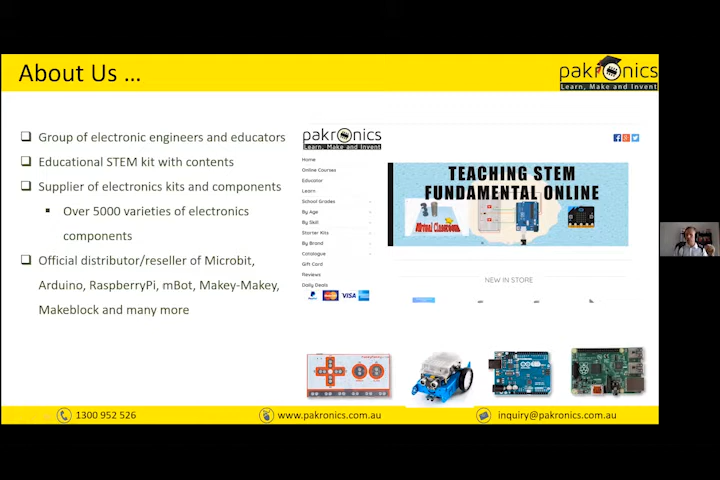 About Us ...
pakronics
Learn, Make and Invent
Group of electronic engineers and educators
Educational STEM kit with contents
Supplier of electronics kits and components
Over 5000 varieties of electronics
components
Official distributor/reseller of Microbit,
Arduino, RaspberryPi, mBot, Makey-Makey,
Makeblock and many more
pakronics
Learn, Make and Invent
Home
Online Courses
Educator
Learn
School Grades
By Age
By Skill
Starter Kits
By Brand
Catalogue
Gift Card
Reviews
Daily Deals
PayPal
VISA
TEACHING STEM
FUNDAMENTAL ONLINE
Virtual Classroom
NEW IN STORE
1300 952 526
www.pakronics.com.au
inquiry@pakronics.com.au